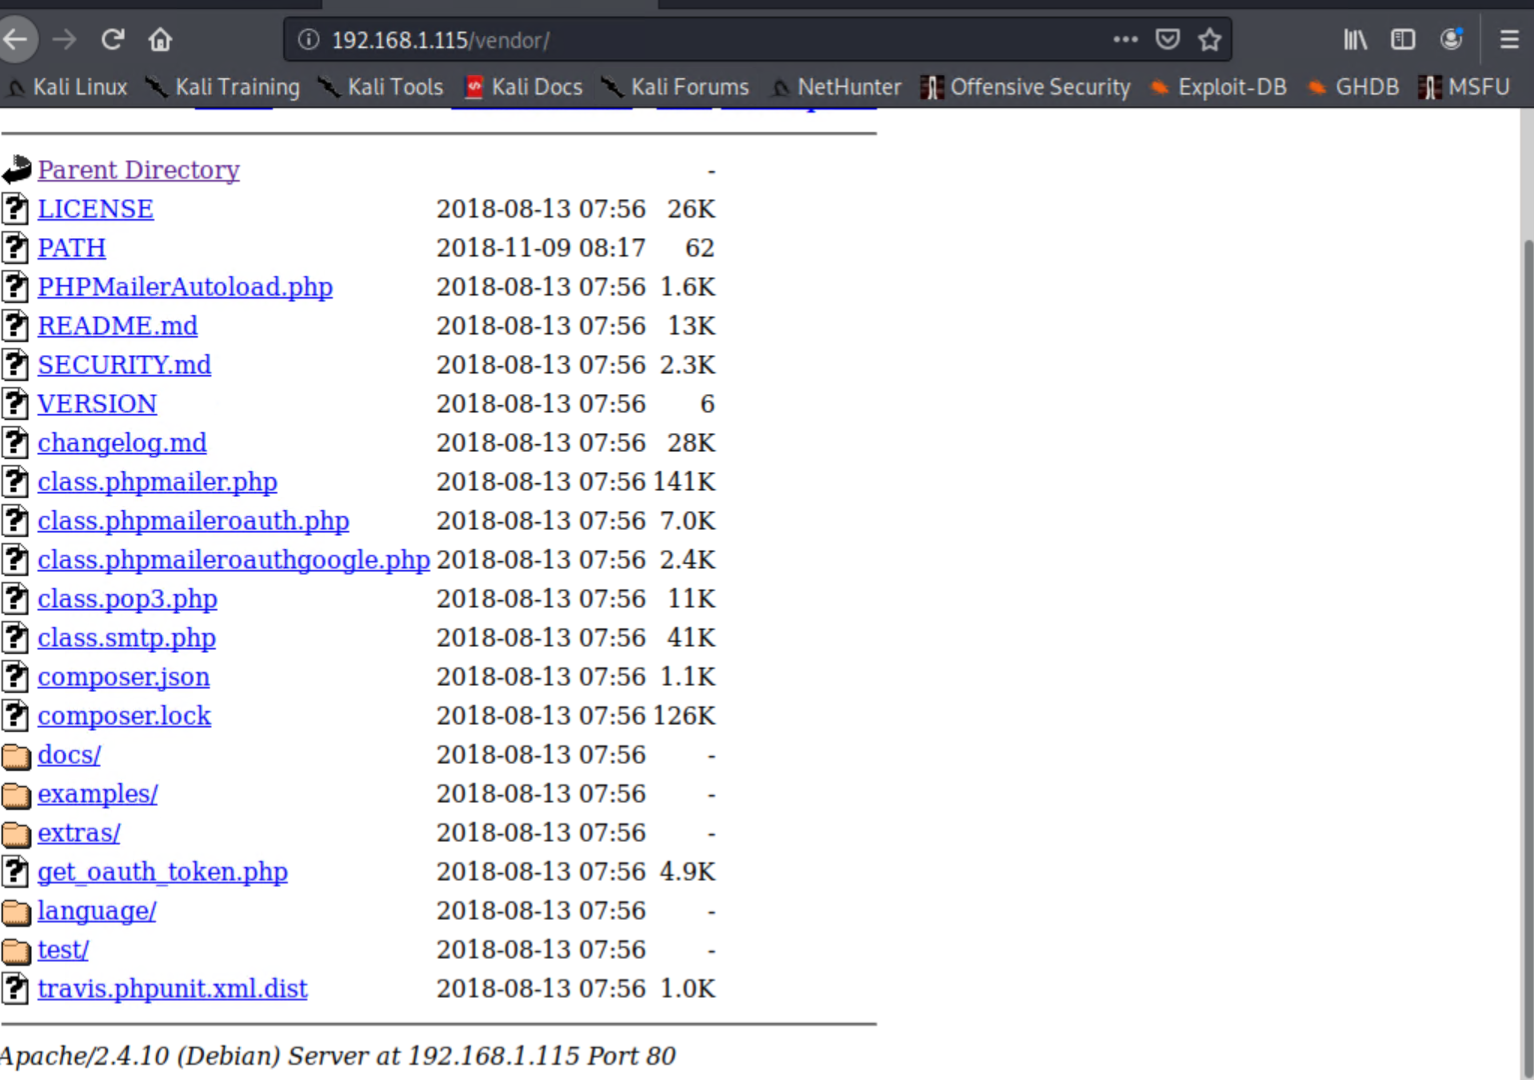 192.168.1.115/vendor/
Kali Linux Kali Training Kali Tools Kali Docs Kali Forums NetHunter Offensive Security Exploit-DB GHDB MSFU
Parent Directory -
LICENSE 2018-08-13 07:56 26K
PATH 2018-11-09 08:17 62
PHPMailerAutoload.php 2018-08-13 07:56 1.6K
README.md 2018-08-13 07:56 13K
SECURITY.md 2018-08-13 07:56 2.3K
VERSION 2018-08-13 07:56 6
changelog.md 2018-08-13 07:56 28K
class.phpmailer.php 2018-08-13 07:56 141K
class.phpmaileroauth.php 2018-08-13 07:56 7.0K
class.phpmaileroauthgoogle.php 2018-08-13 07:56 2.4K
class.pop3.php 2018-08-13 07:56 11K
class.smtp.php 2018-08-13 07:56 41K
composer.json 2018-08-13 07:56 1.1K
composer.lock 2018-08-13 07:56 126K
docs/ 2018-08-13 07:56 -
examples/ 2018-08-13 07:56 -
extras/ 2018-08-13 07:56 -
get_oauth_token.php 2018-08-13 07:56 4.9K
language/ 2018-08-13 07:56 -
test/ 2018-08-13 07:56 -
travis.phpunit.xml.dist 2018-08-13 07:56 1.0K
Apache/2.4.10 (Debian) Server at 192.168.1.115 Port 80